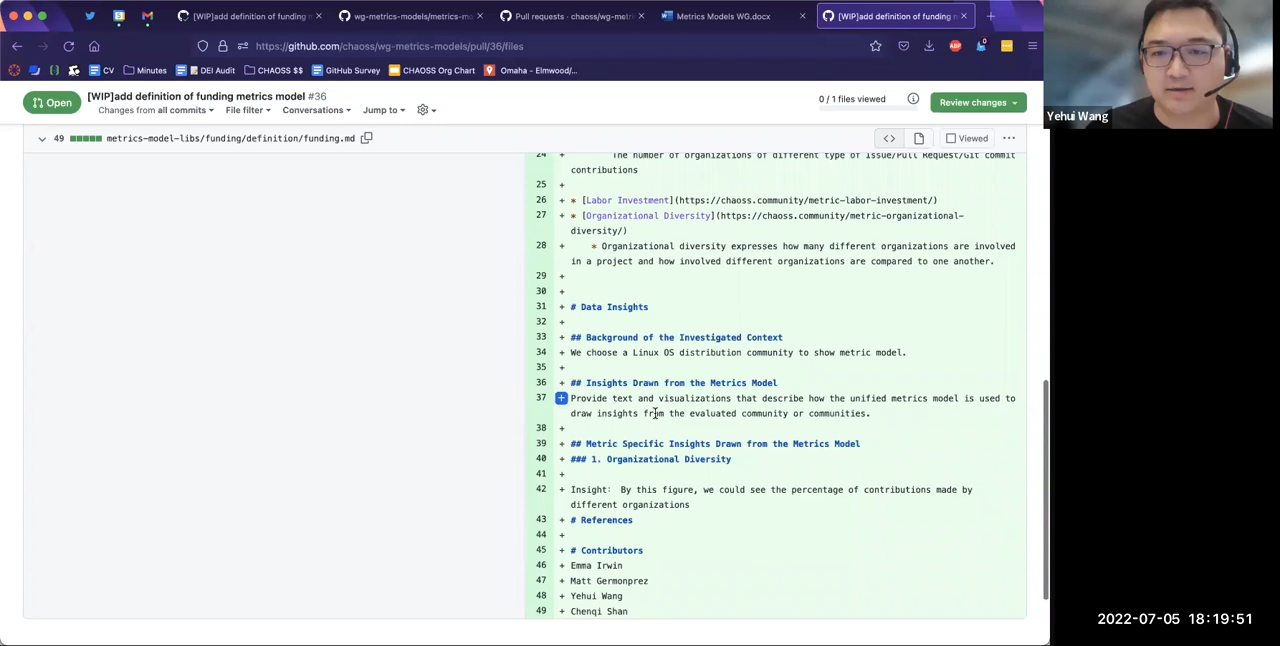 [WIP]add definition of funding m
wg-metrics-models/metrics-mo
Pull requests · chaoss/wg-metric
Metrics Models WG.docx
[WIP]add definition of funding m
https://github.com/chaoss/wg-metrics-models/pull/36/files
CV
Minutes
DEI Audit
CHAOSS $$
GitHub Survey
CHAOSS Org Chart
Omaha - Elmwood/...
Open
[WIP]add definition of funding metrics model #36
Changes from all commits
File filter
Conversations
Jump to
0 / 1 files viewed
Review changes
49 metrics-model-libs/funding/definition/funding.md
Viewed
24 + The number of organizations of different type of Issue/Pull Request/Git commit
contributions
25 +
26 + * [Labor Investment](https://chaoss.community/metric-labor-investment/)
27 + * [Organizational Diversity](https://chaoss.community/metric-organizational-
diversity/)
28 + * Organizational diversity expresses how many different organizations are involved
in a project and how involved different organizations are compared to one another.
29 +
30 +
31 + # Data Insights
32 +
33 + ## Background of the Investigated Context
34 + We choose a Linux OS distribution community to show metric model.
35 +
36 + ## Insights Drawn from the Metrics Model
37 + Provide text and visualizations that describe how the unified metrics model is used to
draw insights from the evaluated community or communities.
38 +
39 + ## Metric Specific Insights Drawn from the Metrics Model
40 + ### 1. Organizational Diversity
41 +
42 + Insight: By this figure, we could see the percentage of contributions made by
different organizations
43 + # References
44 +
45 + # Contributors
46 + Emma Irwin
47 + Matt Germonprez
48 + Yehui Wang
49 + Chenqi Shan
Yehui Wang
2022-07-05 18:19:51